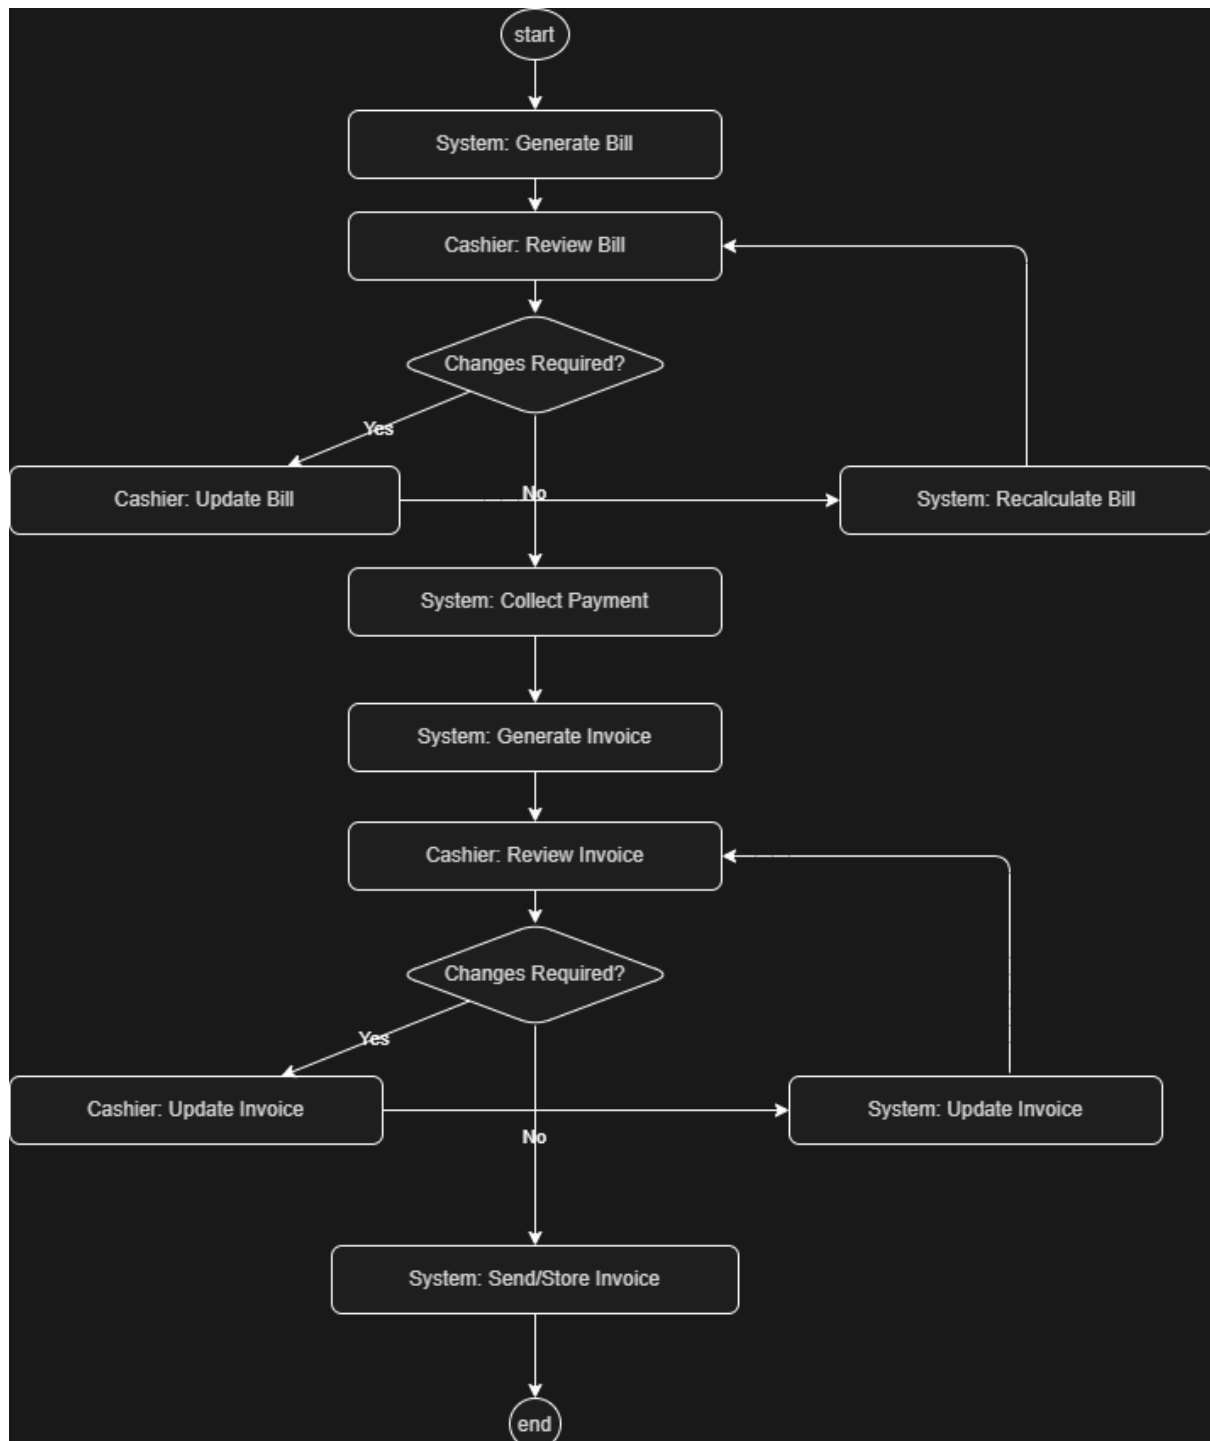 start
System: Generate Bill
Cashier: Review Bill
Changes Required?
Yes
Cashier: Update Bill
No
System: Recalculate Bill
System: Collect Payment
System: Generate Invoice
Cashier: Review Invoice
Changes Required?
Yes
Cashier: Update Invoice
System: Update Invoice
No
System: Send/Store Invoice
end